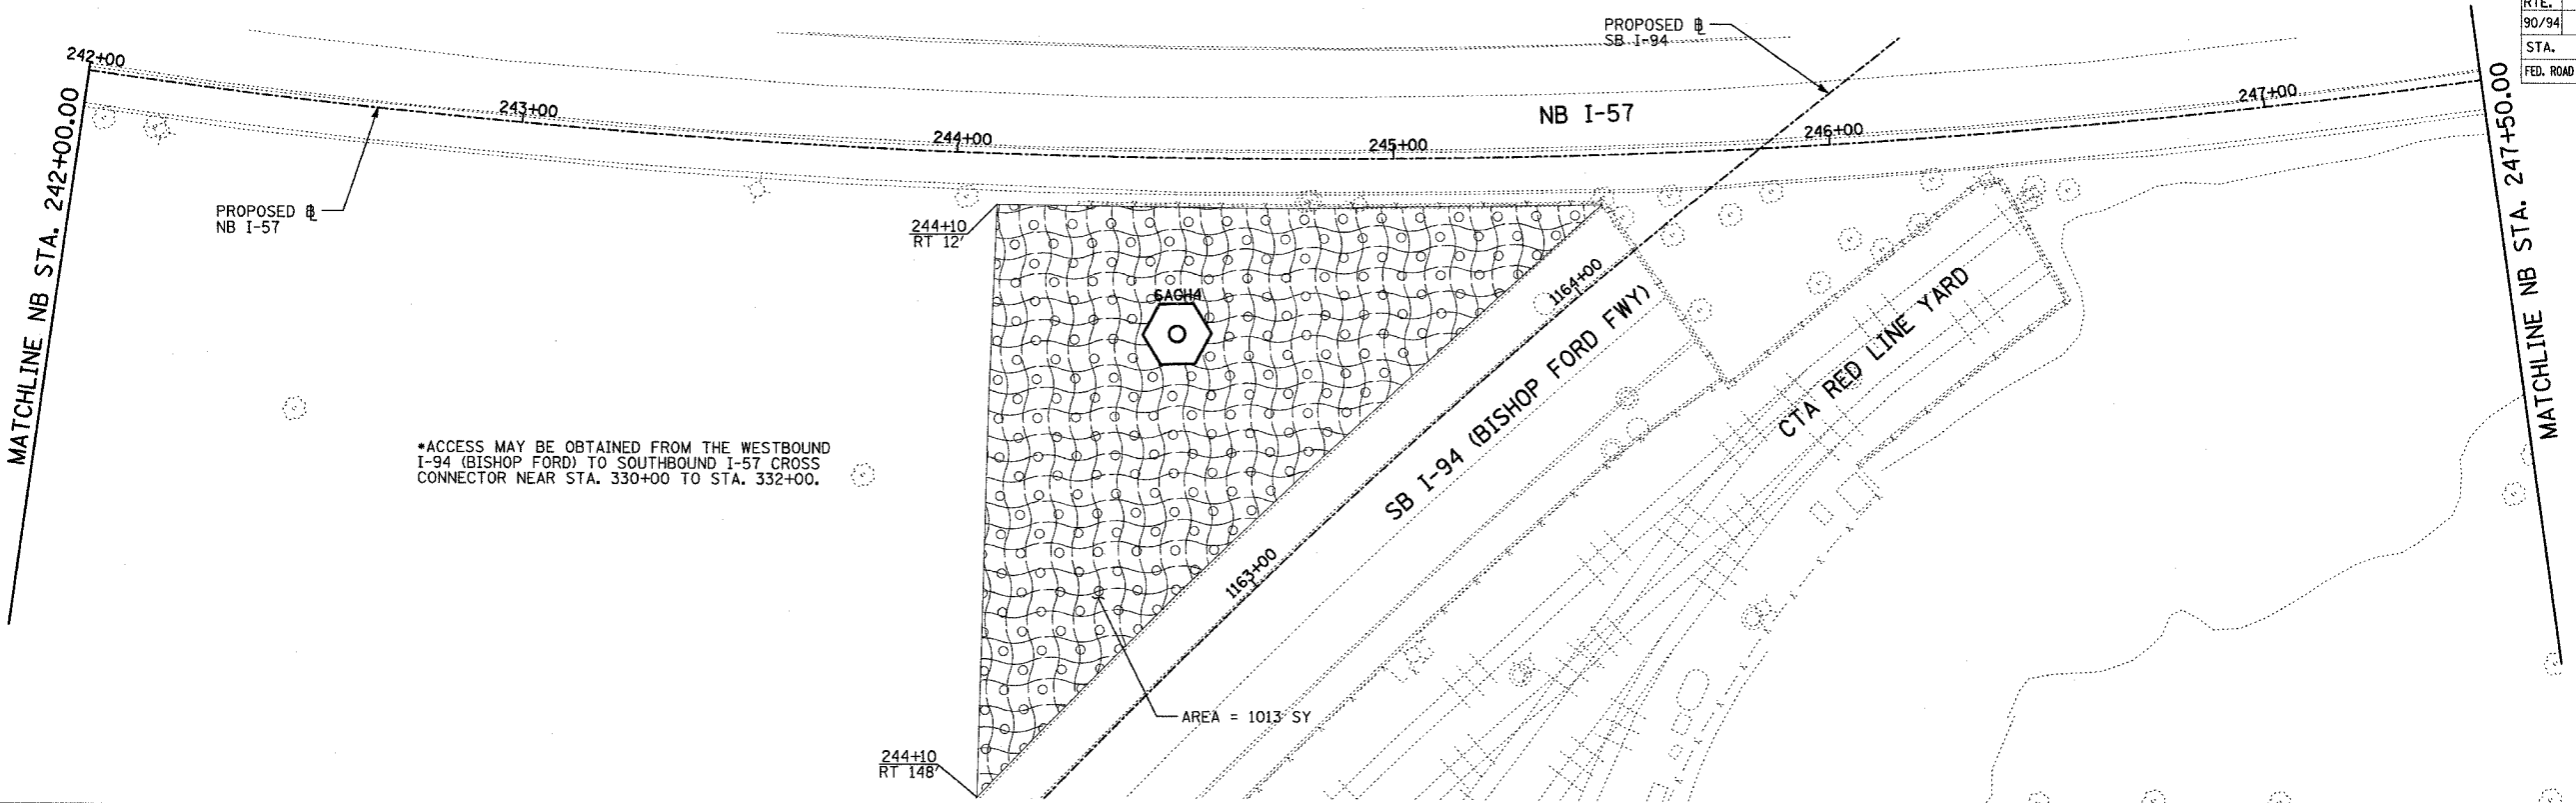 RTE.
90/94
STA.
FED. ROAD
PROPOSED ℄
SB I-94
242+00
243+00
244+00
245+00
246+00
247+00
NB I-57
MATCHLINE NB STA. 242+00.00
MATCHLINE NB STA. 247+50.00
PROPOSED ℄
NB I-57
244+10
RT 12'
6AGH4
1164+00
1163+00
SB I-94 (BISHOP FORD FWY)
CTA RED LINE YARD
*ACCESS MAY BE OBTAINED FROM THE WESTBOUND
I-94 (BISHOP FORD) TO SOUTHBOUND I-57 CROSS
CONNECTOR NEAR STA. 330+00 TO STA. 332+00.
AREA = 1013 SY
244+10
RT 148'